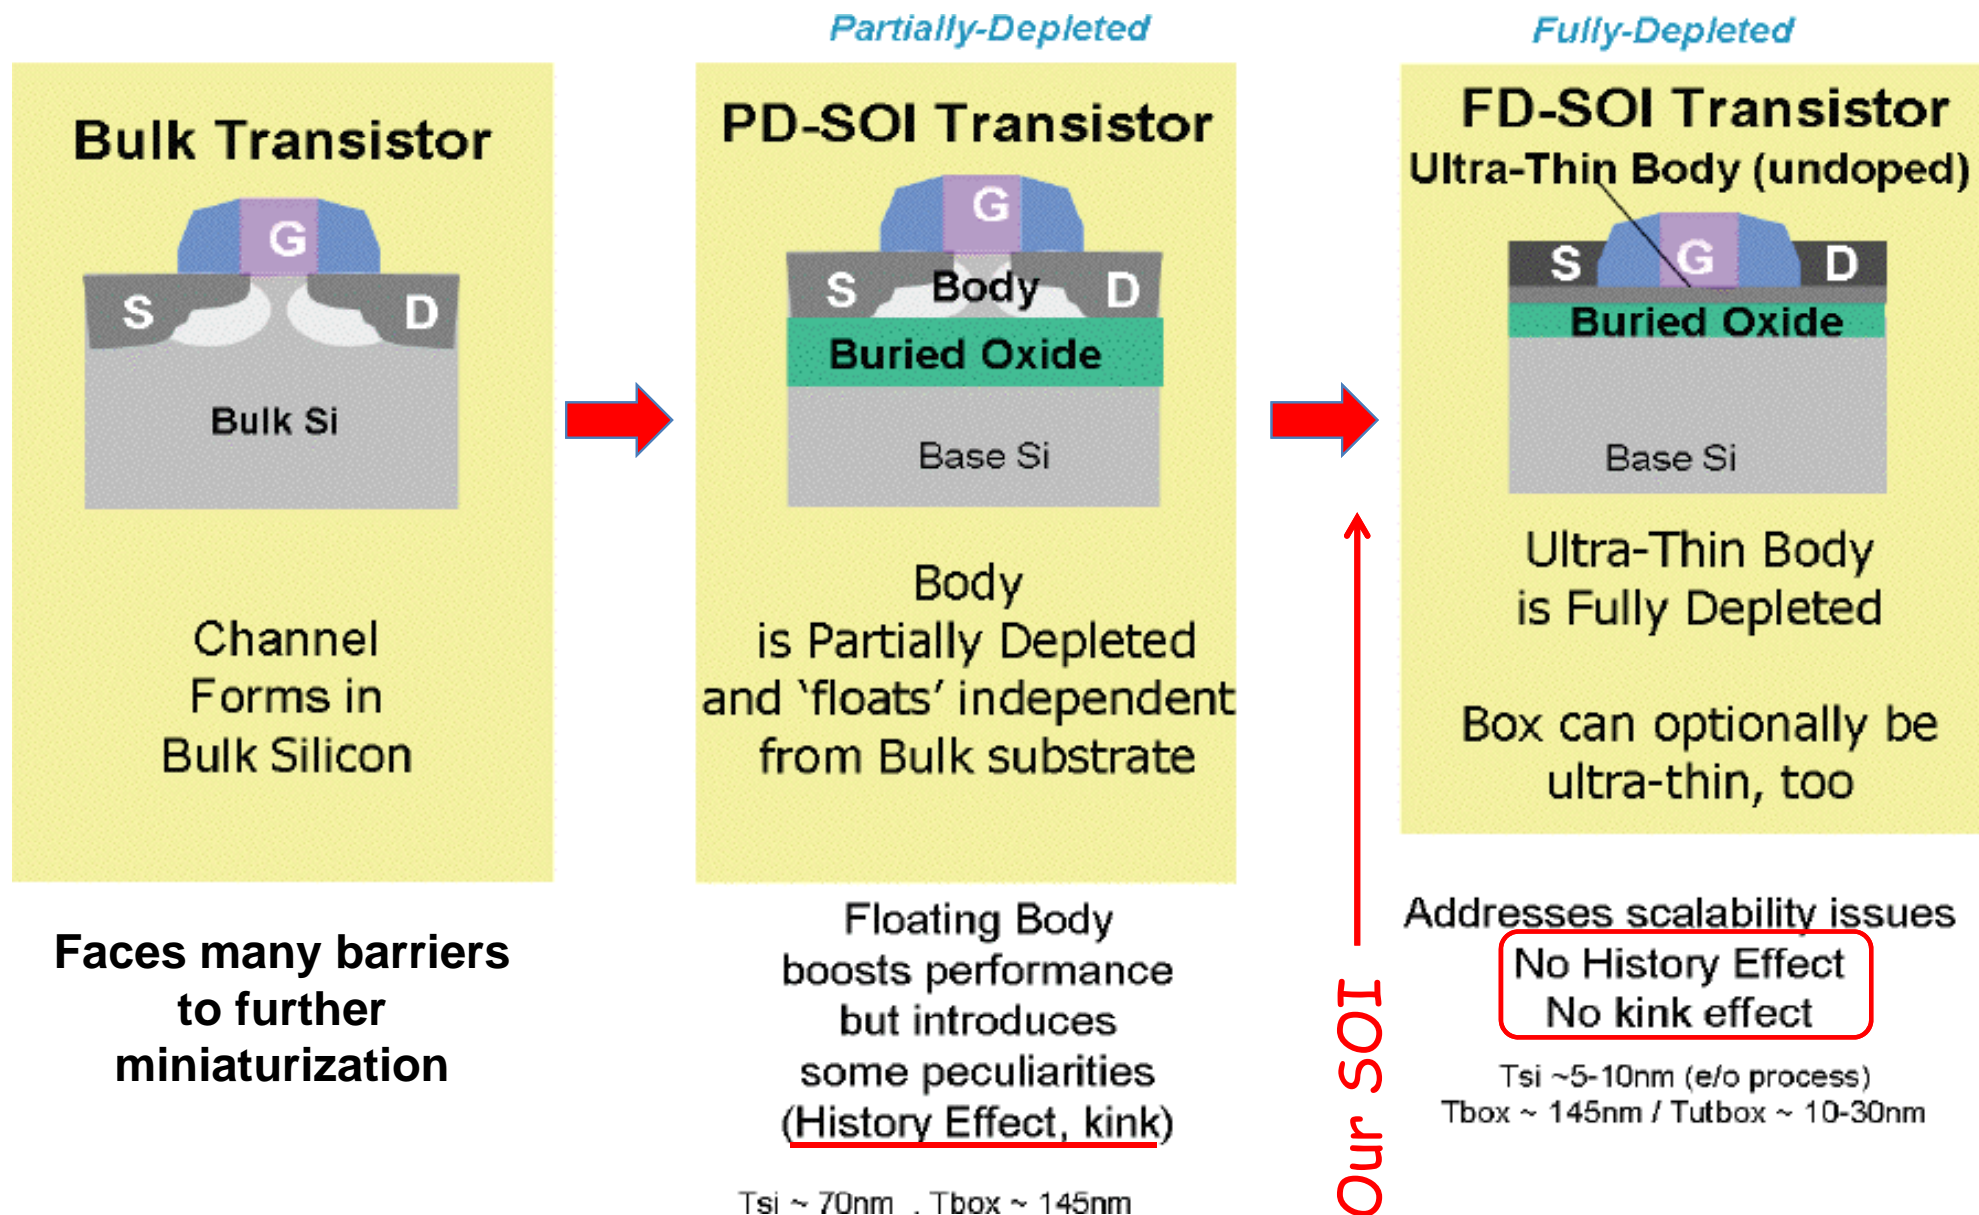 Partially-Depleted
Fully-Depleted
Bulk Transistor
G
S
D
Bulk Si
Channel
Forms in
Bulk Silicon
Faces many barriers
to further
miniaturization
PD-SOI Transistor
G
S
Body
D
Buried Oxide
Base Si
Body
is Partially Depleted
and ‘floats’ independent
from Bulk substrate
Floating Body
boosts performance
but introduces
some peculiarities
(History Effect, kink)
Tsi ~ 70nm , Tbox ~ 145nm
Our SOI
FD-SOI Transistor
Ultra-Thin Body (undoped)
S
G
D
Buried Oxide
Base Si
Ultra-Thin Body
is Fully Depleted
Box can optionally be
ultra-thin, too
Addresses scalability issues
No History Effect
No kink effect
Tsi ~5-10nm (e/o process)
Tbox ~ 145nm / Tutbox ~ 10-30nm